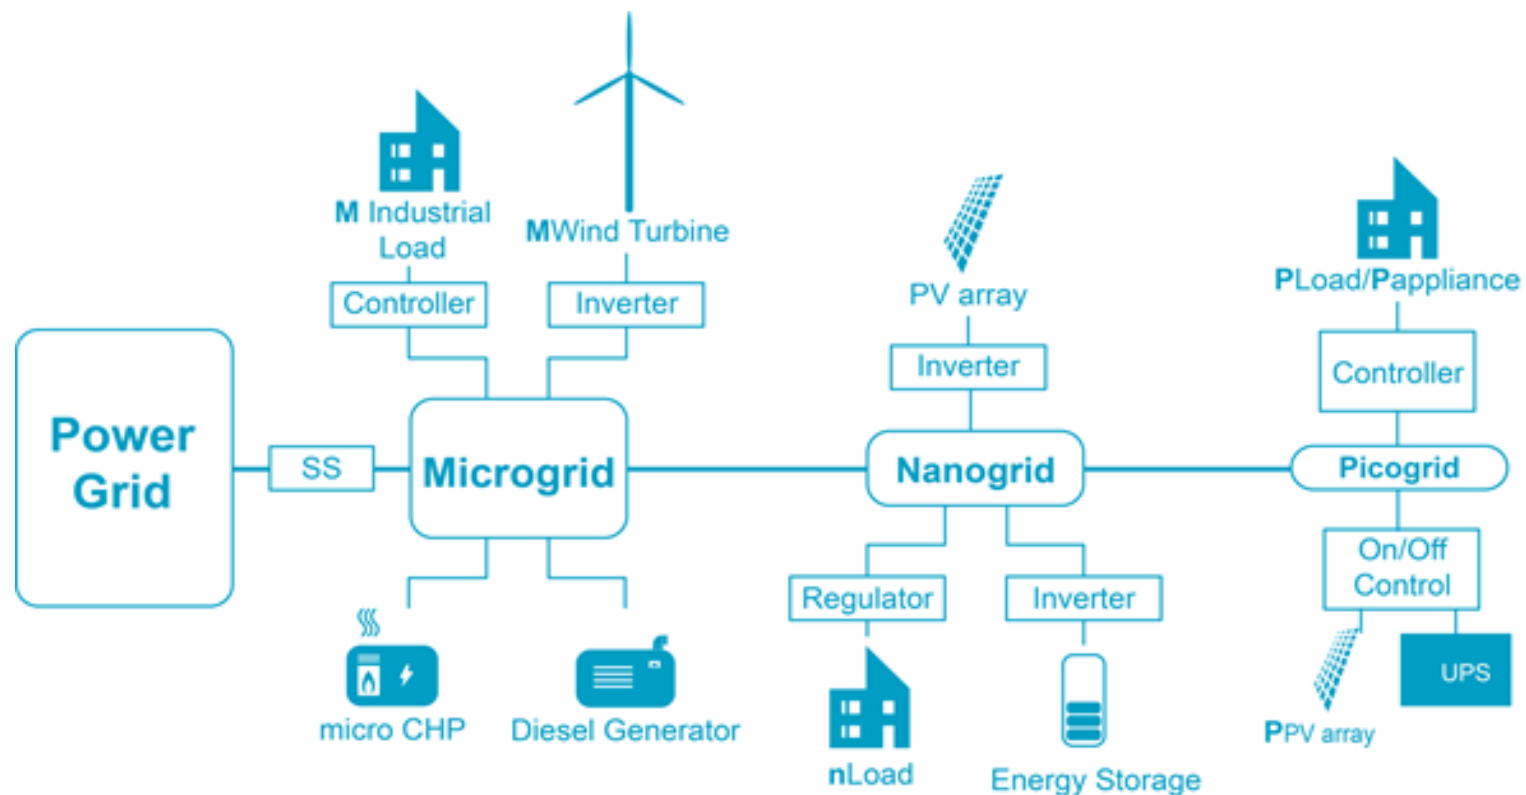 M Industrial
Load
MWind Turbine
Controller
Inverter
PV array
Inverter
PLoad/Pappliance
Controller
Power
Grid
SS
Microgrid
Nanogrid
Picogrid
Regulator
Inverter
On/Off
Control
micro CHP
Diesel Generator
nLoad
Energy Storage
PPV array
UPS